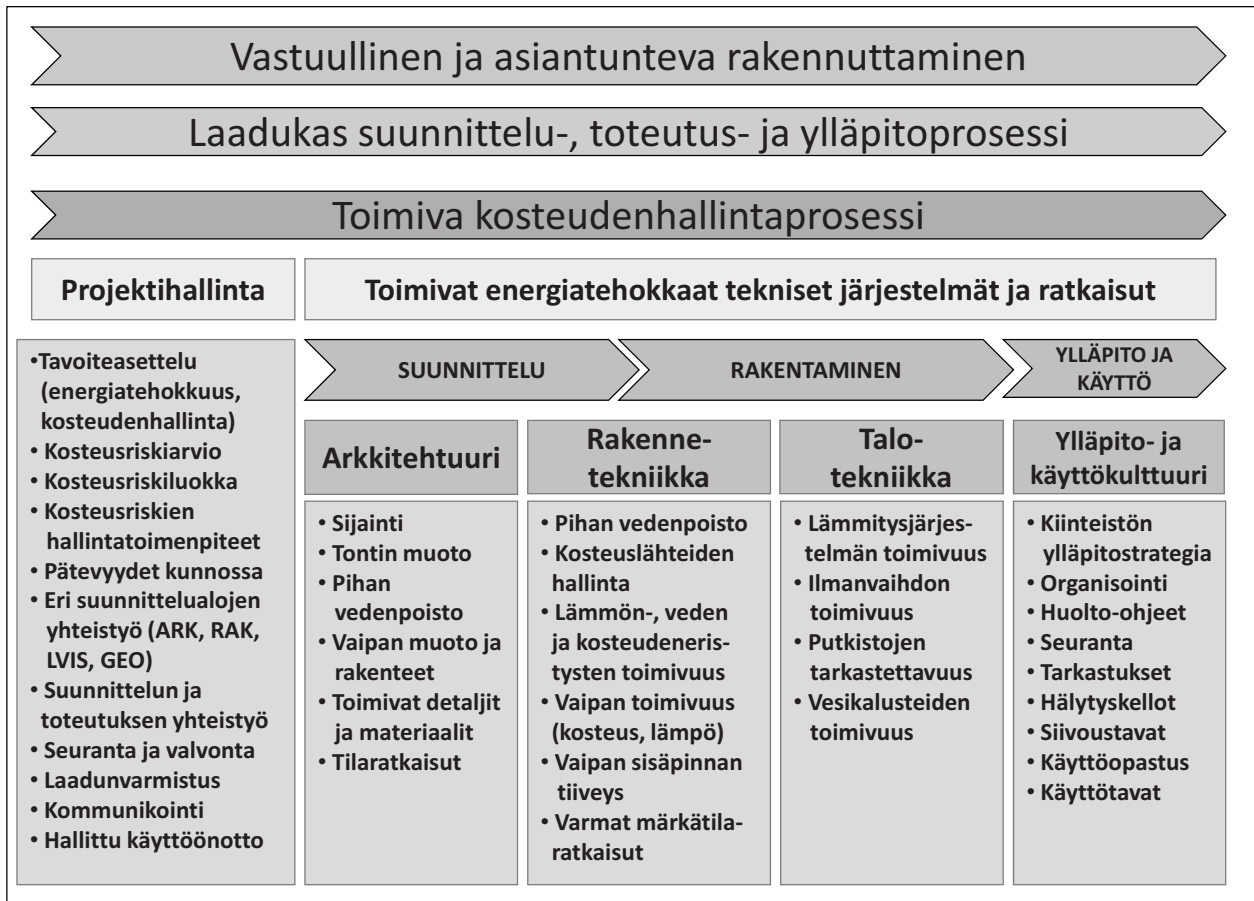 Vastuullinen ja asiantunteva rakennuttaminen
Laadukas suunnittelu-, toteutus- ja ylläpitoprosessi
Toimiva kosteudenhallintaprosessi
Projektihallinta
Toimivat energiatehokkaat tekniset järjestelmät ja ratkaisut
•Tavoiteasettelu
(energiatehokkuus,
kosteudenhallinta)
• Kosteusriskiarvio
• Kosteusriskiluokka
• Kosteusriskien
hallintatoimenpiteet
• Pätevyydet kunnossa
• Eri suunnittelualojen
yhteistyö (ARK, RAK,
LVIS, GEO)
• Suunnittelun ja
toteutuksen yhteistyö
• Seuranta ja valvonta
• Laadunvarmistus
• Kommunikointi
• Hallittu käyttöönotto
SUUNNITTELU
RAKENTAMINEN
YLLÄPITO JA
KÄYTTÖ
Arkkitehtuuri
• Sijainti
• Tontin muoto
• Pihan
vedenpoisto
• Vaipan muoto ja
rakenteet
• Toimivat detaljit
ja materiaalit
• Tilaratkaisut
Rakenne-
tekniikka
• Pihan vedenpoisto
• Kosteuslähteiden
hallinta
• Lämmön-, veden
ja kosteudeneris-
tysten toimivuus
• Vaipan toimivuus
(kosteus, lämpö)
• Vaipan sisäpinnan
tiiveys
• Varmat märkätila-
ratkaisut
Talo-
tekniikka
• Lämmitysjärjes-
telmän toimivuus
• Ilmanvaihdon
toimivuus
• Putkistojen
tarkastettavuus
• Vesikalusteiden
toimivuus
Ylläpito- ja
käyttökulttuuri
• Kiinteistön
ylläpitostrategia
• Organisointi
• Huolto-ohjeet
• Seuranta
• Tarkastukset
• Hälytyskellot
• Siivoustavat
• Käyttöopastus
• Käyttötavat